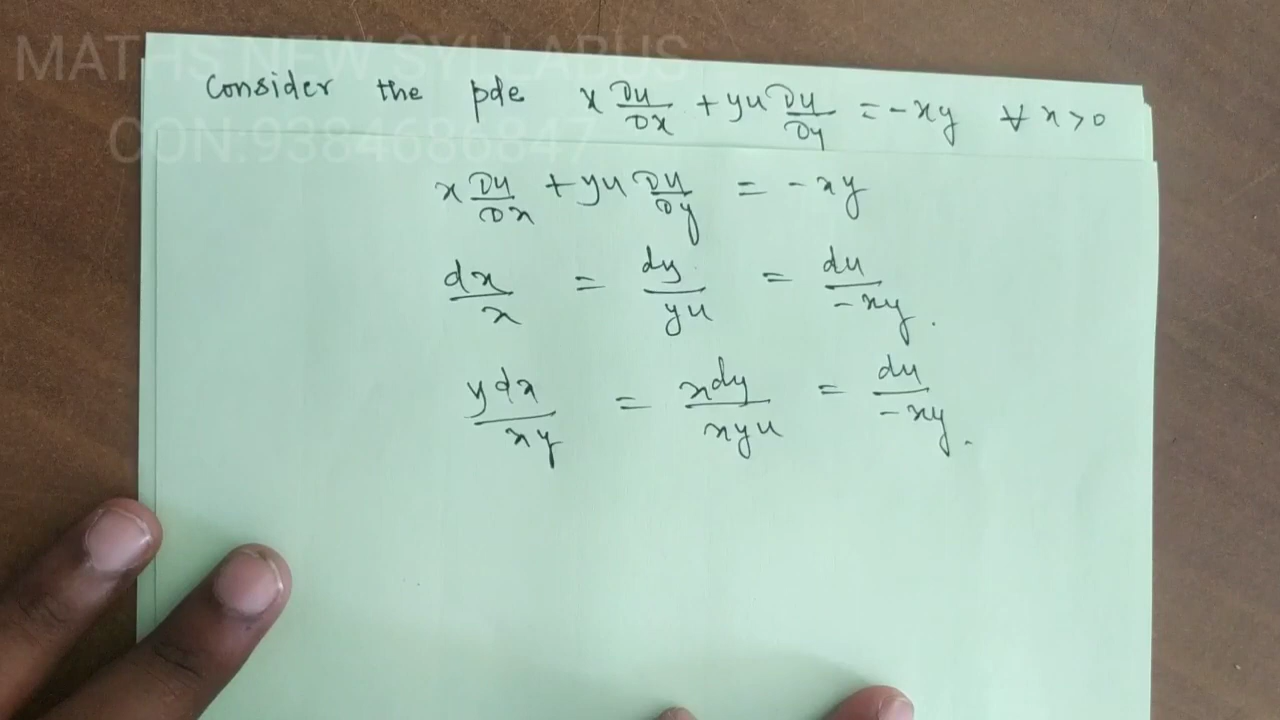 MATHS NEW SYLLABUS
Consider the pde x ∂u/∂x + yu ∂u/∂y = -xy ∀ x > 0
CON:9384686847
x ∂u/∂x + yu ∂u/∂y = -xy
dx/x = dy/yu = du/-xy.
ydx/xy = xdy/xyu = du/-xy.